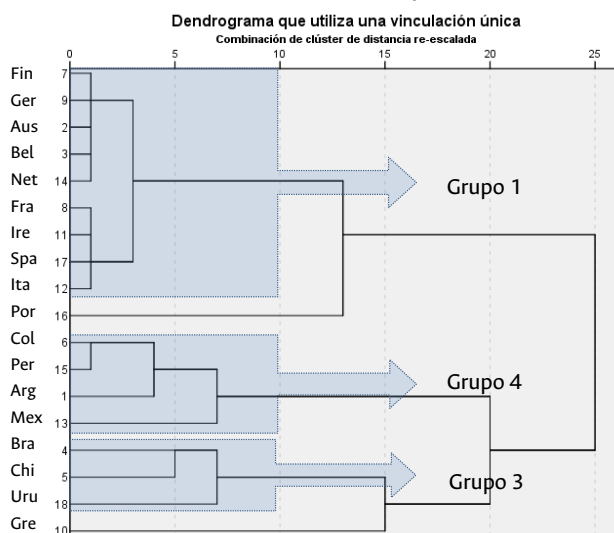 Dendrograma que utiliza una vinculación única
Combinación de clúster de distancia re-escalada
0 5 10 15 20 25
Fin 7
Ger 9
Aus 2
Bel 3
Net 14
Grupo 1
Fra 8
Ire 11
Spa 17
Ita 12
Por 16
Col 6
Per 15
Grupo 4
Arg 1
Mex 13
Bra 4
Chi 5
Grupo 3
Uru 18
Gre 10